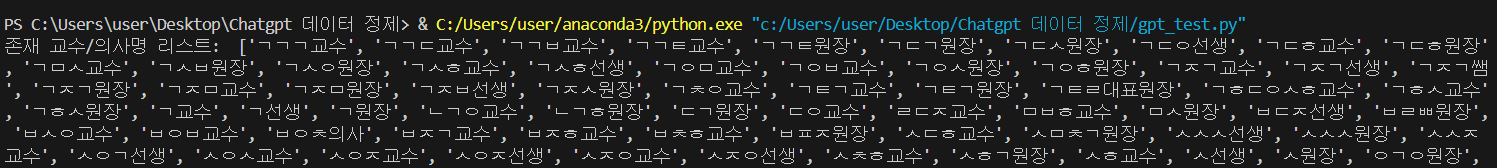 PS C:\Users\user\Desktop\Chatgpt 데이터 정제> & C:/Users/user/anaconda3/python.exe "c:/Users/user/Desktop/Chatgpt 데이터 정제/gpt_test.py"
존재 교수/의사명 리스트: ['ㄱㄱㄱ교수', 'ㄱㄱㄷ교수', 'ㄱㄱㅂ교수', 'ㄱㄱㅌ교수', 'ㄱㄱㅌ원장', 'ㄱㄷㄱ원장', 'ㄱㄷㅅ원장', 'ㄱㄷㅇ선생', 'ㄱㄷㅎ교수', 'ㄱㄷㅎ원장'
, 'ㄱㅁㅅ교수', 'ㄱㅅㅂ원장', 'ㄱㅅㅇ원장', 'ㄱㅅㅎ교수', 'ㄱㅅㅎ선생', 'ㄱㅇㅁ교수', 'ㄱㅇㅂ교수', 'ㄱㅇㅅ원장', 'ㄱㅇㅎ원장', 'ㄱㅈㄱ교수', 'ㄱㅈㄱ선생', 'ㄱㅈㄱ쌤
', 'ㄱㅈㄱ원장', 'ㄱㅈㅁ교수', 'ㄱㅈㅁ원장', 'ㄱㅈㅂ선생', 'ㄱㅈㅅ원장', 'ㄱㅊㅇ교수', 'ㄱㅌㄱ교수', 'ㄱㅌㄱ원장', 'ㄱㅌㄹ대표원장', 'ㄱㅎㄷㅇㅅㅎ교수', 'ㄱㅎㅅ교수'
, 'ㄱㅎㅅ원장', 'ㄱ교수', 'ㄱ선생', 'ㄱ원장', 'ㄴㄱㅇ교수', 'ㄴㄱㅎ원장', 'ㄷㄱ원장', 'ㄷㅇ교수', 'ㄹㄷㅈ교수', 'ㅁㅂㅎ교수', 'ㅁㅅ원장', 'ㅂㄷㅈ선생', 'ㅂㄹㅃ원장',
'ㅂㅅㅇ교수', 'ㅂㅇㅂ교수', 'ㅂㅇㅊ의사', 'ㅂㅈㄱ교수', 'ㅂㅈㅎ교수', 'ㅂㅊㅎ교수', 'ㅂㅍㅈ원장', 'ㅅㄷㅎ교수', 'ㅅㅁㅊㄱ원장', 'ㅅㅅㅅ선생', 'ㅅㅅㅅ원장', 'ㅅㅅㅈ
교수', 'ㅅㅇㄱ선생', 'ㅅㅇㅅ교수', 'ㅅㅇㅈ교수', 'ㅅㅇㅈ선생', 'ㅅㅈㅇ선생', 'ㅅㅊㅎ교수', 'ㅅㅎㄱ원장', 'ㅅㅎ교수', 'ㅅ선생', 'ㅅ원장', 'ㅇㄱㅇ원장',